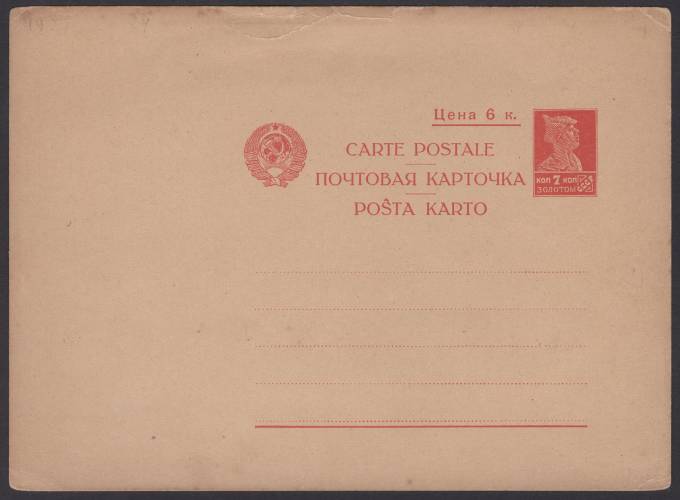 Цена 6 к.
CARTE POSTALE
ПОЧТОВАЯ КАРТОЧКА
POŜTA KARTO
КОП 7 КОП
ЗОЛОТОМ